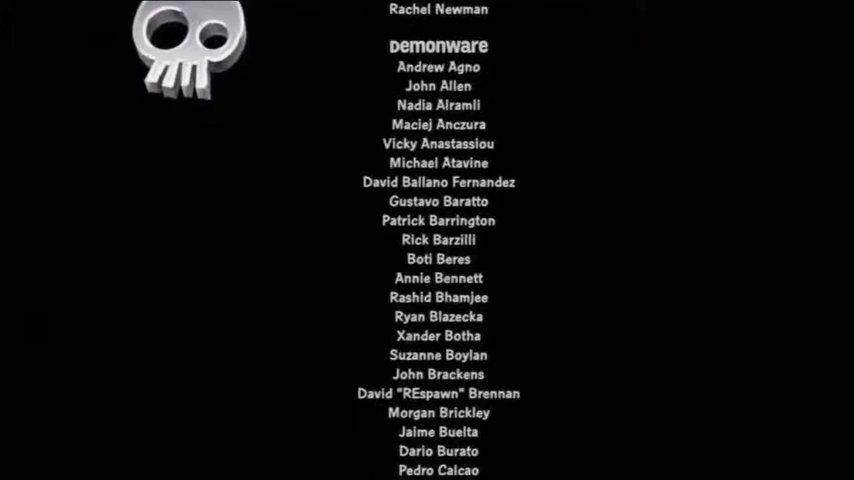 Rachel Newman
DEMONWARE
Andrew Agno
John Allen
Nadia Alramli
Maciej Anczura
Vicky Anastassiou
Michael Atavine
David Ballano Fernandez
Gustavo Baratto
Patrick Barrington
Rick Barzilli
Boti Beres
Annie Bennett
Rashid Bhamjee
Ryan Blazecka
Xander Botha
Suzanne Boylan
John Brackens
David "REspawn" Brennan
Morgan Brickley
Jaime Buelta
Dario Burato
Pedro Calcao